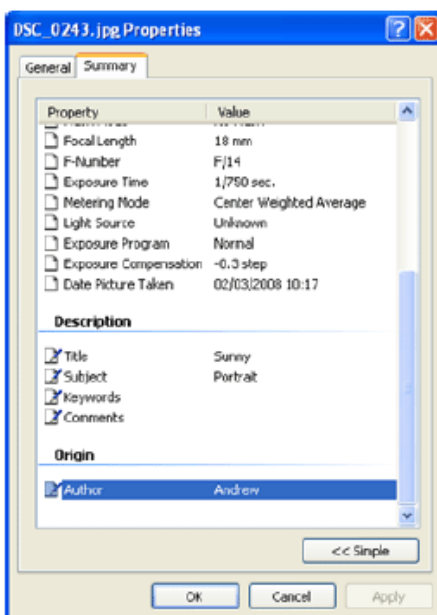 DSC_0243.jpg Properties
General Summary
Property Value
Focal Length 18 mm
F-Number F/14
Exposure Time 1/750 sec.
Metering Mode Center Weighted Average
Light Source Unknown
Exposure Program Normal
Exposure Compensation -0.3 step
Date Picture Taken 02/03/2008 10:17
Description
Title Sunny
Subject Portrait
Keywords
Comments
Origin
Author Andrew
<< Simple
OK Cancel Apply